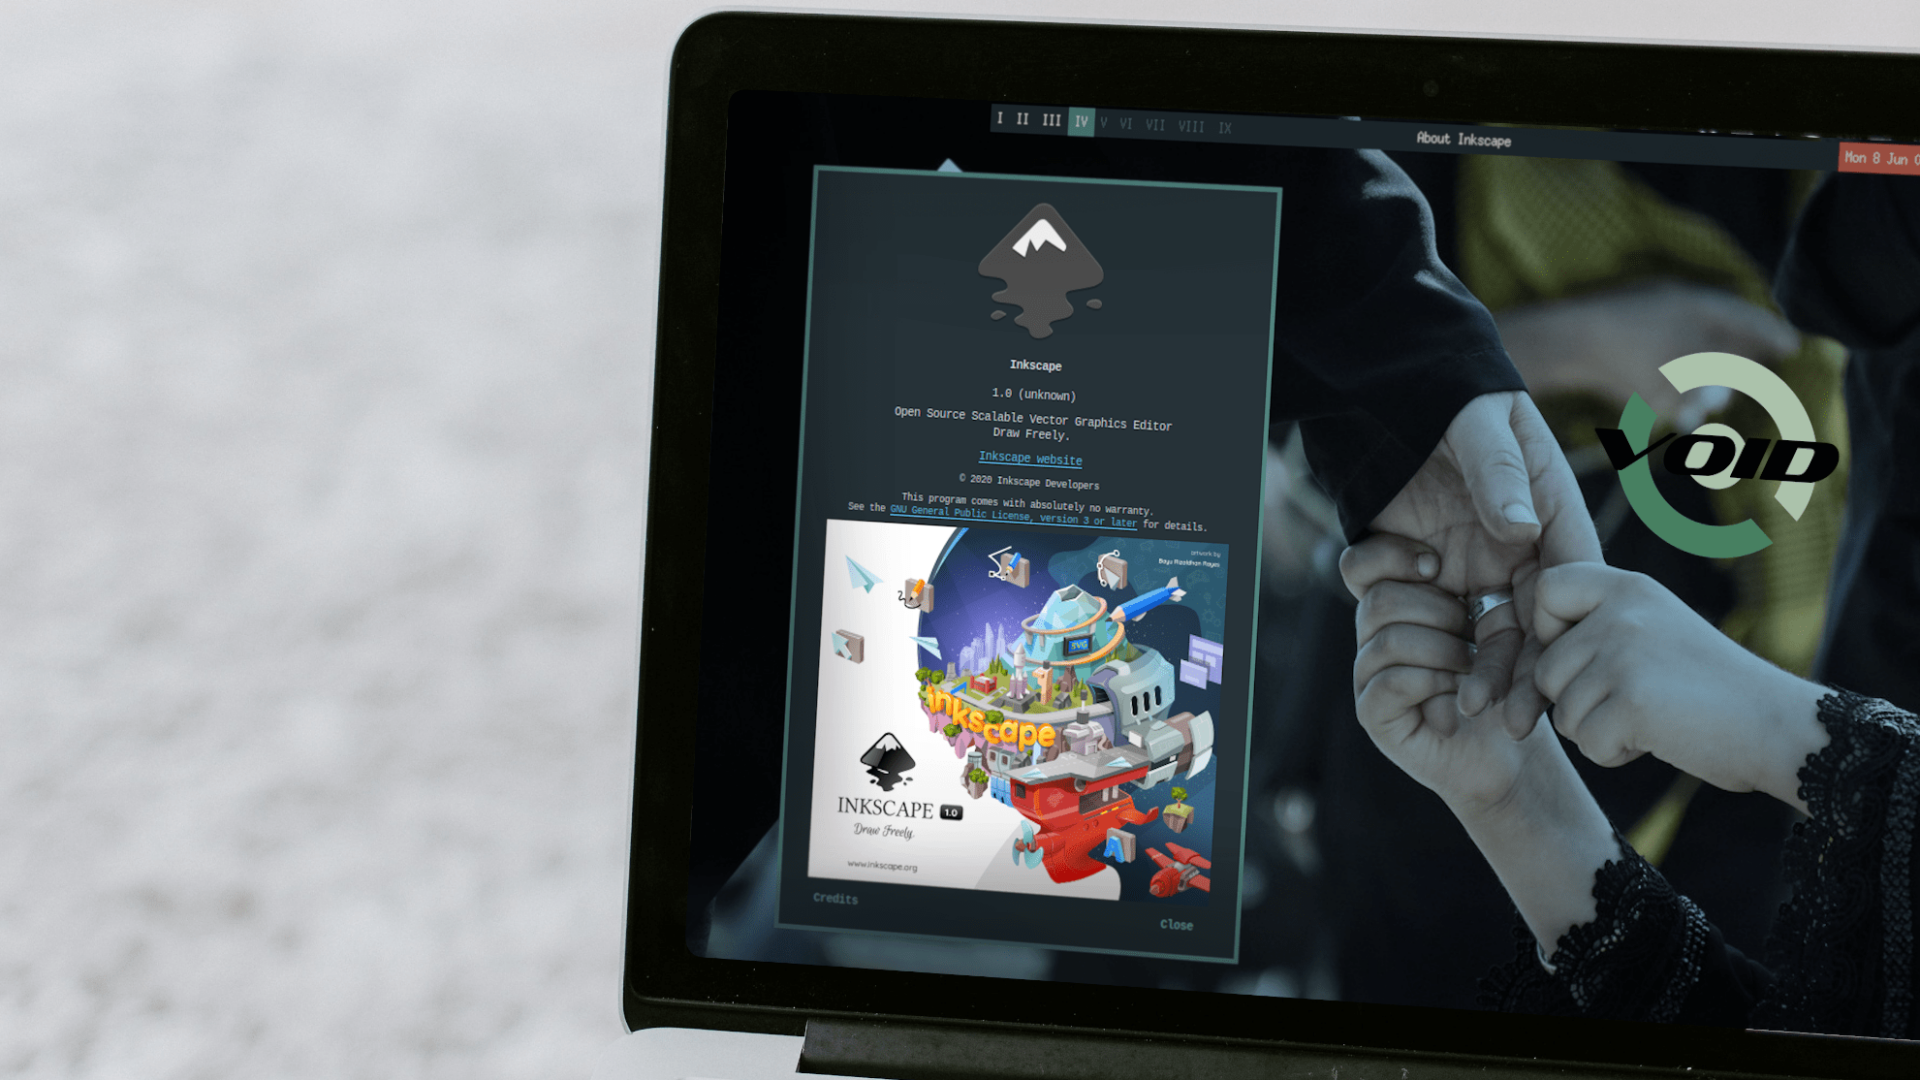 I II III IV V VI VII VIII IX
About Inkscape
Mon 8 Jun
Inkscape
1.0 (unknown)
Open Source Scalable Vector Graphics Editor
Draw Freely.
Inkscape website
© 2020 Inkscape Developers
This program comes with absolutely no warranty.
See the GNU General Public License, version 3 or later for details.
artwork by
Bayu Rizaldhan Rayes
SVG
inkscape
INKSCAPE 1.0
Draw Freely
www.inkscape.org
A
Credits
Close
VOID